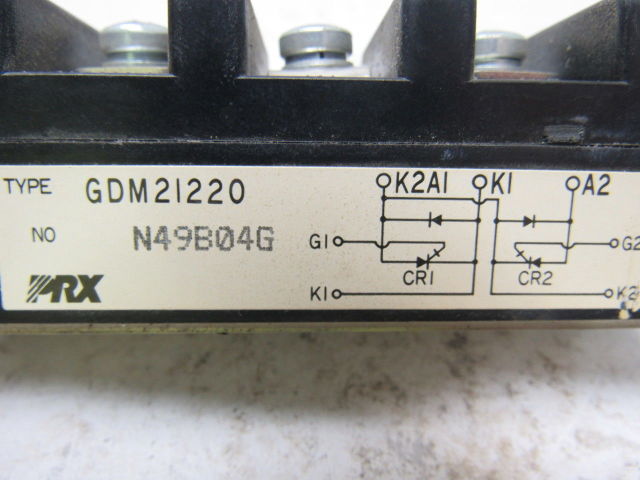 TYPE GDM21220
NO N49B04G
PRX
K2A1 K1 A2
G1 G2
CR1 CR2
K1 K2